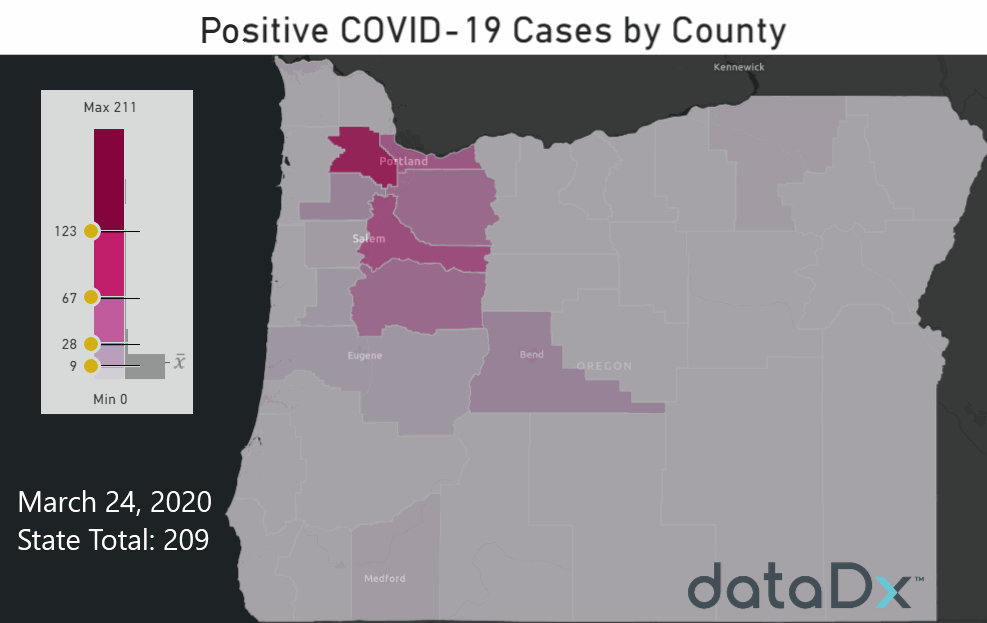 Positive COVID-19 Cases by County
Kennewick
Max 211
Portland
123
Salem
67
28
9
x̄
Eugene
Bend
OREGON
Min 0
March 24, 2020
State Total: 209
Medford
dataDx™